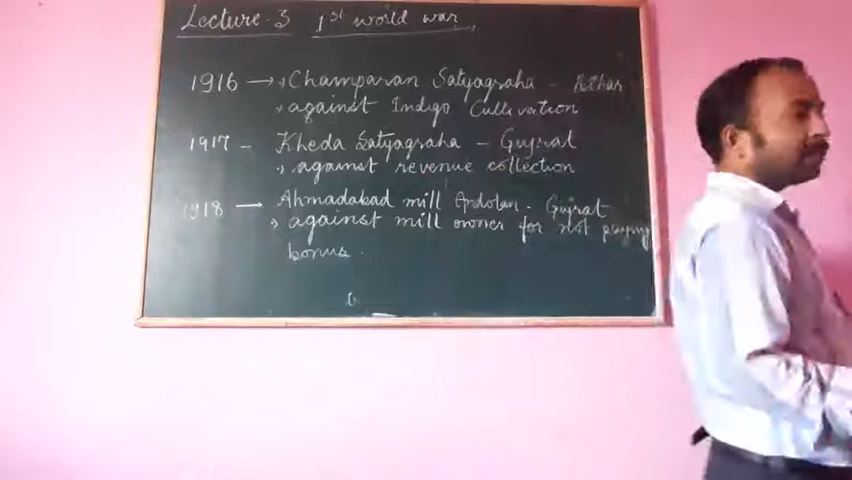 Lecture - 3 1st world war
1916 → Champaran Satyagraha - Bihar
against Indigo Cultivation
1917 - Kheda Satyagraha - Gujrat
against revenue collection
1918 → Ahmadabad mill Andolan - Gujrat
against mill owner for not paying
bonus.